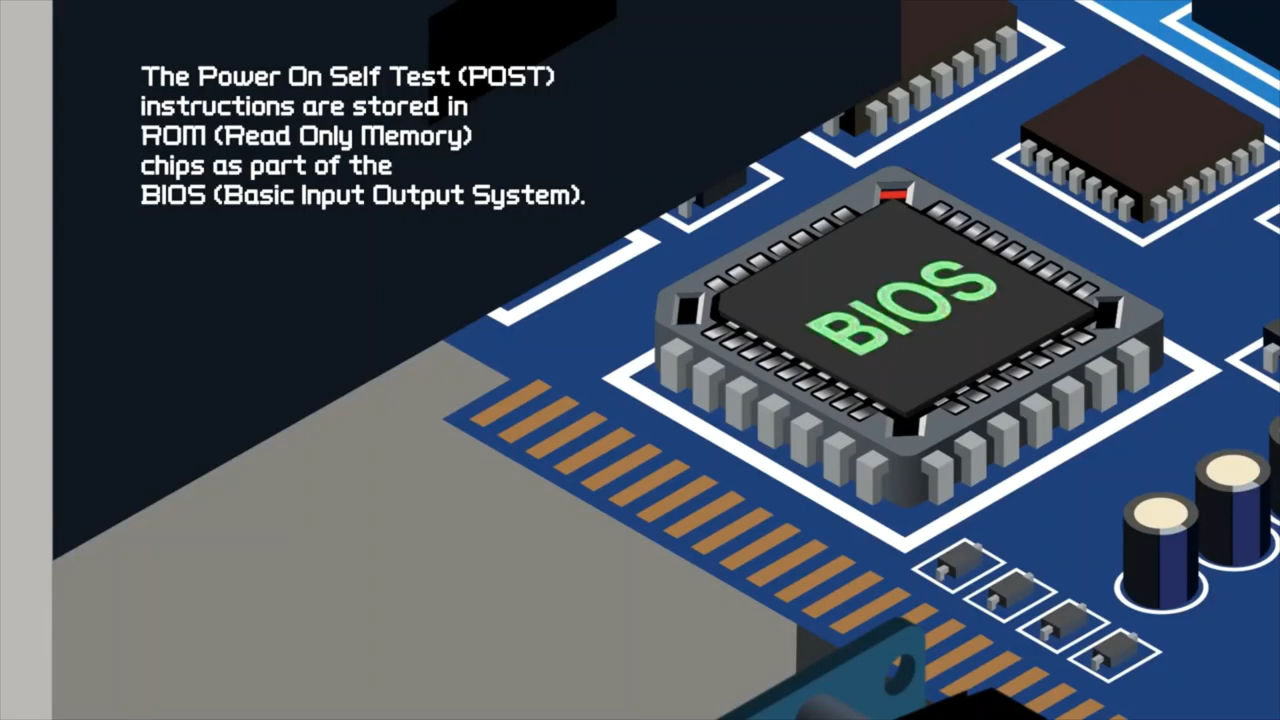 The Power On Self Test (POST)
instructions are stored in
ROM (Read Only Memory)
chips as part of the
BIOS (Basic Input Output System).
BIOS